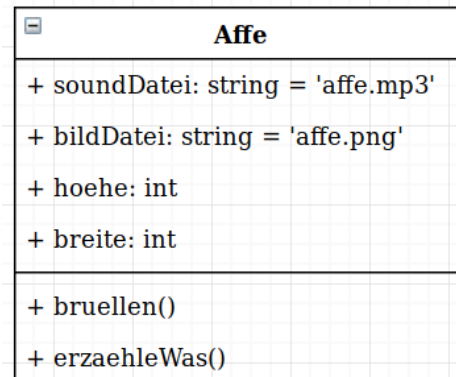 Affe
+ soundDatei: string = 'affe.mp3'
+ bildDatei: string = 'affe.png'
+ hoehe: int
+ breite: int
+ bruellen()
+ erzaehleWas()